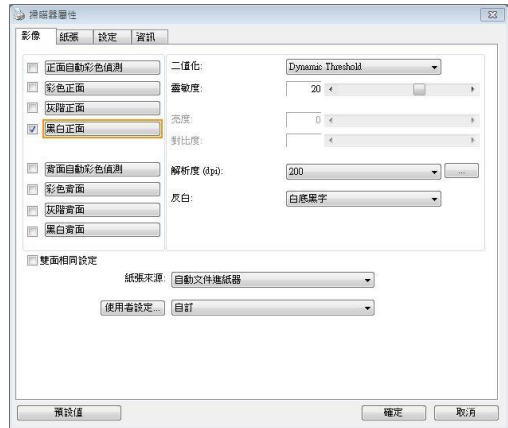 掃瞄器屬性
影像 紙張 設定 資訊
正面自動彩色偵測
彩色正面
灰階正面
黑白正面
背面自動彩色偵測
彩色背面
灰階背面
黑白背面
二值化: Dynamic Threshold
靈敏度: 20
亮度: 0
對比度:
解析度 (dpi): 200 ...
反白: 白底黑字
雙面相同設定
紙張來源: 自動文件進紙器
使用者設定... 自訂
預設值 確定 取消